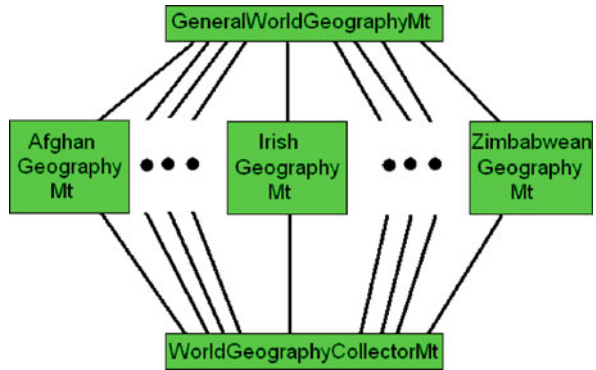 GeneralWorldGeographyMt
Afghan
Geography
Mt
Irish
Geography
Mt
Zimbabwean
Geography
Mt
WorldGeographyCollectorMt